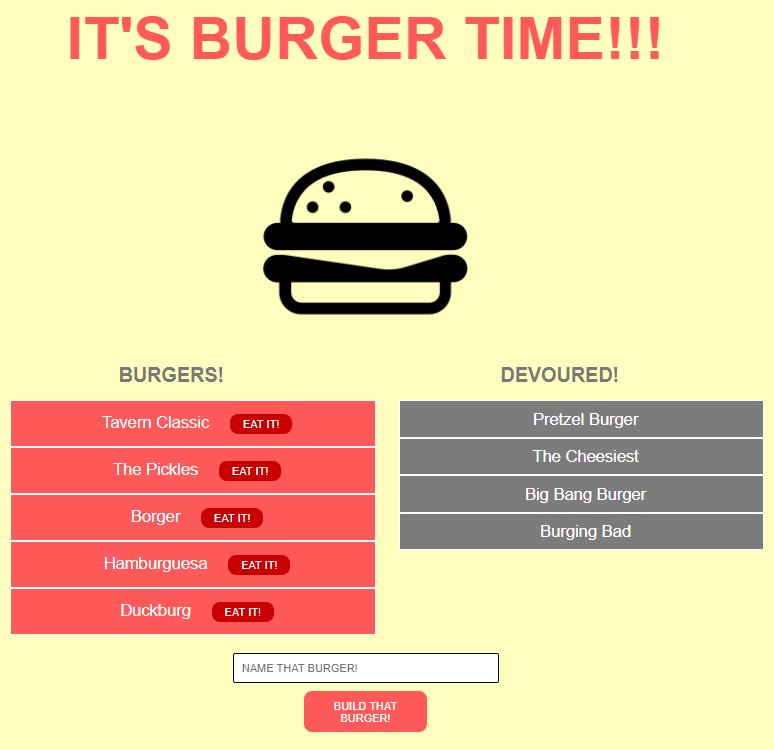 IT'S BURGER TIME!!!
BURGERS!
Tavern Classic EAT IT!
The Pickles EAT IT!
Borger EAT IT!
Hamburguesa EAT IT!
Duckburg EAT IT!
DEVOURED!
Pretzel Burger
The Cheesiest
Big Bang Burger
Burging Bad
NAME THAT BURGER!
BUILD THAT
BURGER!